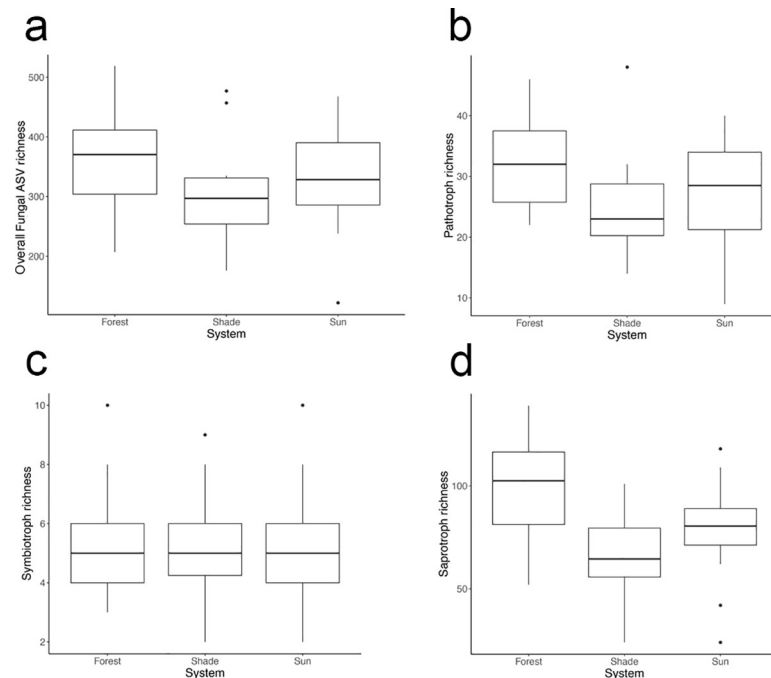 a
Overall Fungal ASV richness
500
400
300
200
Forest Shade Sun
System
b
Pathotroph richness
40
30
20
10
Forest Shade Sun
System
c
Symbiotroph richness
10
8
6
4
2
Forest Shade Sun
System
d
Saprotroph richness
100
50
Forest Shade Sun
System